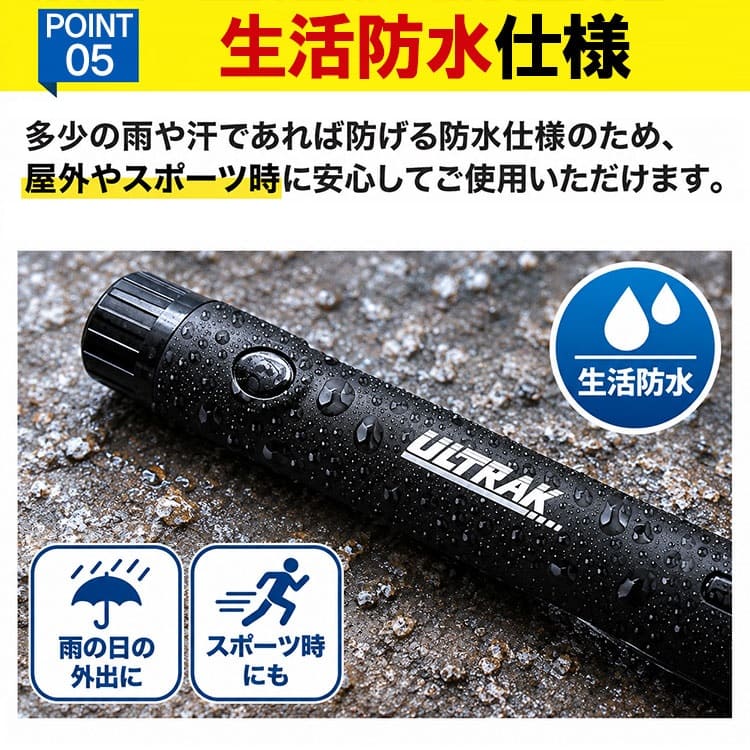 POINT
05
生活防水仕様
多少の雨や汗であれば防げる防水仕様のため、
屋外やスポーツ時に安心してご使用いただけます。
生活防水
ULTRAK
雨の日の
外出に
スポーツ時
にも